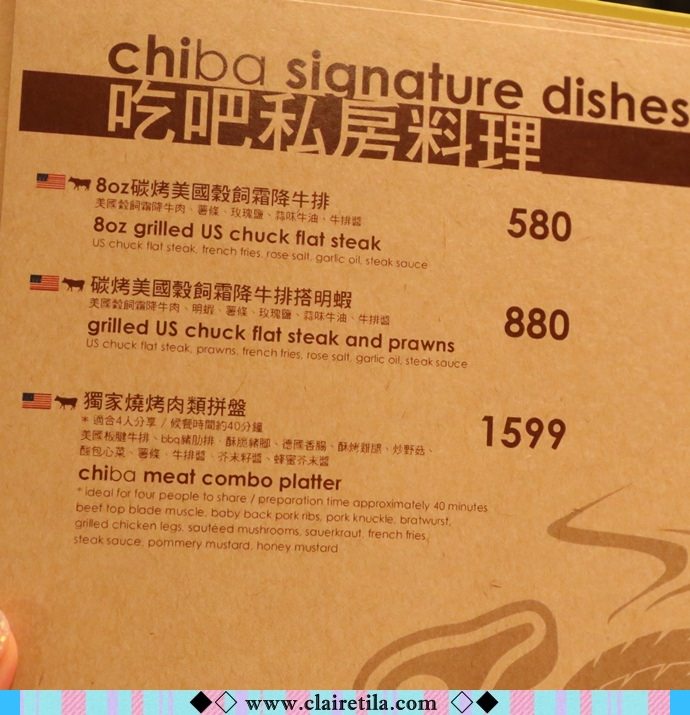 chiba signature dishes
吃吧私房料理
8oz碳烤美國穀飼霜降牛排
580
美國穀飼霜降牛肉、薯條、玫瑰鹽、蒜味牛油、牛排醬
8oz grilled US chuck flat steak
US chuck flat steak, french fries, rose salt, garlic oil, steak sauce
碳烤美國穀飼霜降牛排搭明蝦
880
美國穀飼霜降牛肉、明蝦、薯條、玫瑰鹽、蒜味牛油、牛排醬
grilled US chuck flat steak and prawns
US chuck flat steak, prawns, french fries, rose salt, garlic oil, steak sauce
獨家燒烤肉類拼盤
1599
* 適合4人分享 / 候餐時間約40分鐘
美國板腱牛排、bbq豬肋排、酥脆豬腳、德國香腸、酥烤雞腿、炒野菇、
酸包心菜、薯條、牛排醬、芥末籽醬、蜂蜜芥末醬
chiba meat combo platter
* ideal for four people to share / preparation time approximately 40 minutes
beef top blade muscle, baby back pork ribs, pork knuckle, bratwurst,
grilled chicken legs, sautéed mushrooms, sauerkraut, french fries,
steak sauce, pommery mustard, honey mustard
www.clairetila.com